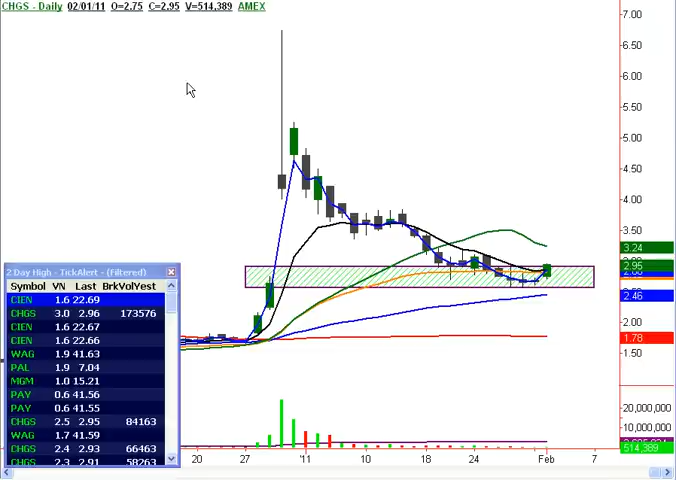 CHGS - Daily 02/01/11 O=2.75 C=2.95 V=514,389 AMEX
7.00
6.50
6.00
5.50
5.00
4.50
4.00
3.50
3.24
2.95
2.46
2.00
1.78
1.50
2 Day High - TickAlert - (Filtered)
Symbol VN Last BrkVolVest
CIEN 1.6 22.69
CHGS 3.0 2.96 173576
CIEN 1.6 22.67
CIEN 1.6 22.66
WAG 1.9 41.63
PAL 1.9 7.04
MGM 1.0 15.21
PAY 0.6 41.56
PAY 0.6 41.55
CHGS 2.5 2.95 84163
WAG 1.7 41.59
CHGS 2.4 2.93 66463
CHGS 2.3 2.91 58263
20,000,000
10,000,000
514,389
20 27 '11 10 18 24 Feb 7